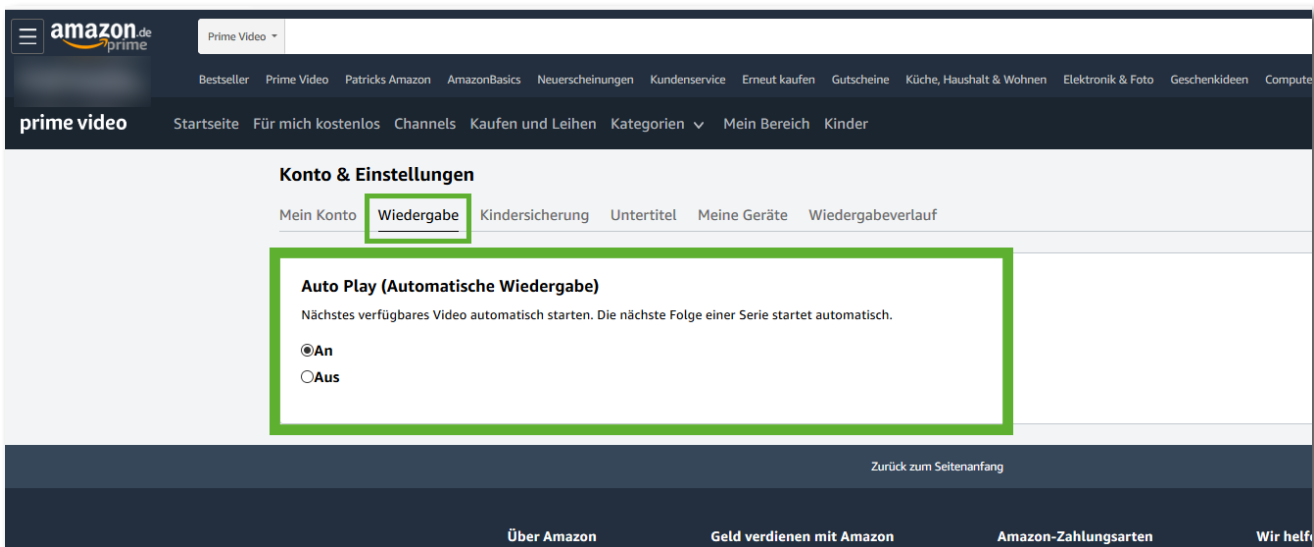 amazon.de
prime
Prime Video
Bestseller Prime Video Patricks Amazon AmazonBasics Neuerscheinungen Kundenservice Erneut kaufen Gutscheine Küche, Haushalt & Wohnen Elektronik & Foto Geschenkideen Compute
prime video Startseite Für mich kostenlos Channels Kaufen und Leihen Kategorien Mein Bereich Kinder
Konto & Einstellungen
Mein Konto Wiedergabe Kindersicherung Untertitel Meine Geräte Wiedergabeverlauf
Auto Play (Automatische Wiedergabe)
Nächstes verfügbares Video automatisch starten. Die nächste Folge einer Serie startet automatisch.
An
Aus
Zurück zum Seitenanfang
Über Amazon Geld verdienen mit Amazon Amazon-Zahlungsarten Wir helf